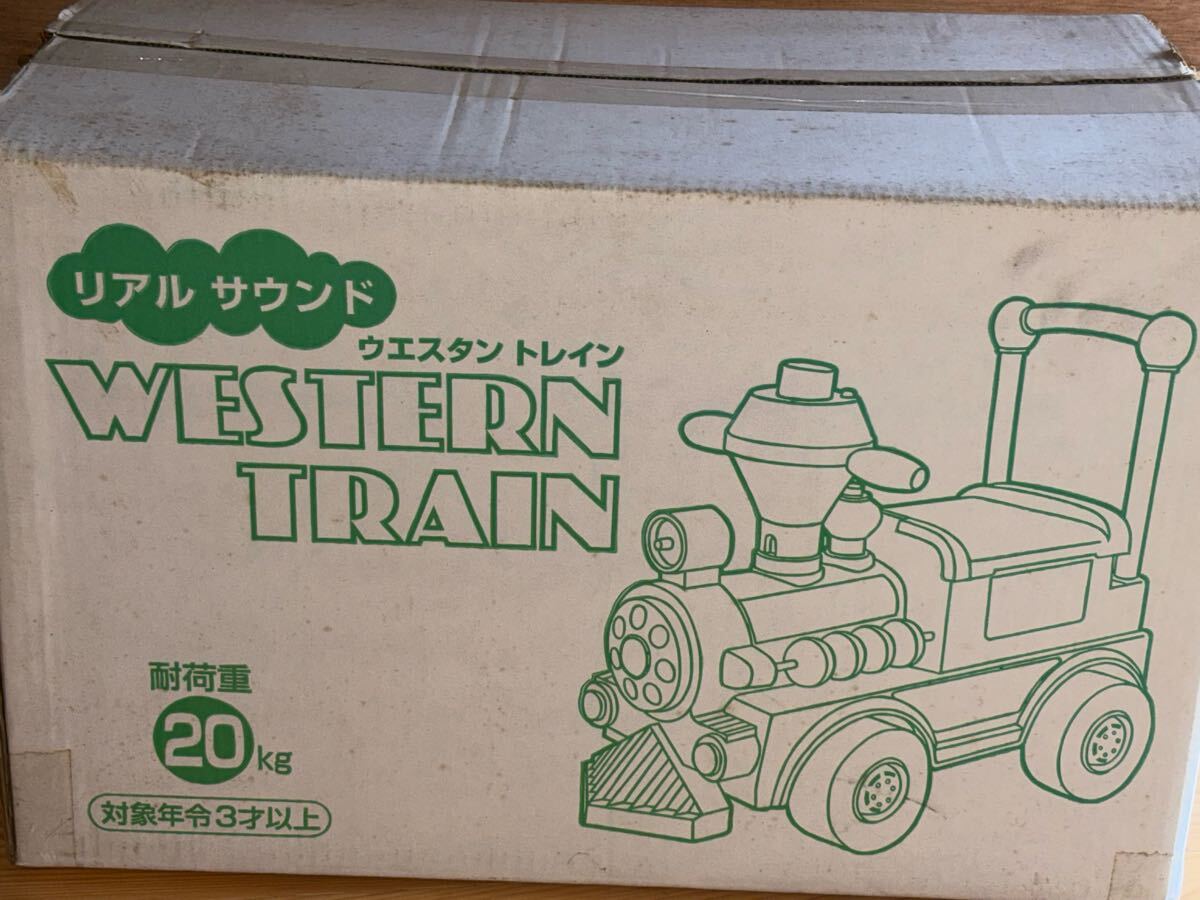 リアル サウンド
ウエスタン トレイン
WESTERN
TRAIN
耐荷重
20kg
対象年令3才以上